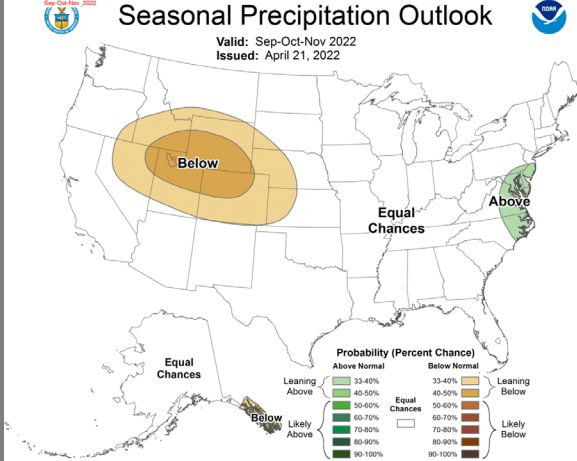 Sep-Oct-Nov_2022
Seasonal Precipitation Outlook
NOAA
Valid: Sep-Oct-Nov 2022
Issued: April 21, 2022
Below
Above
Equal
Chances
Equal
Chances
Below
Probability (Percent Chance)
Above Normal
Below Normal
Leaning
Above
33-40%
40-50%
50-60%
60-70%
70-80%
80-90%
90-100%
Likely
Above
Equal
Chances
33-40%
40-50%
50-60%
60-70%
70-80%
80-90%
90-100%
Leaning
Below
Likely
Below